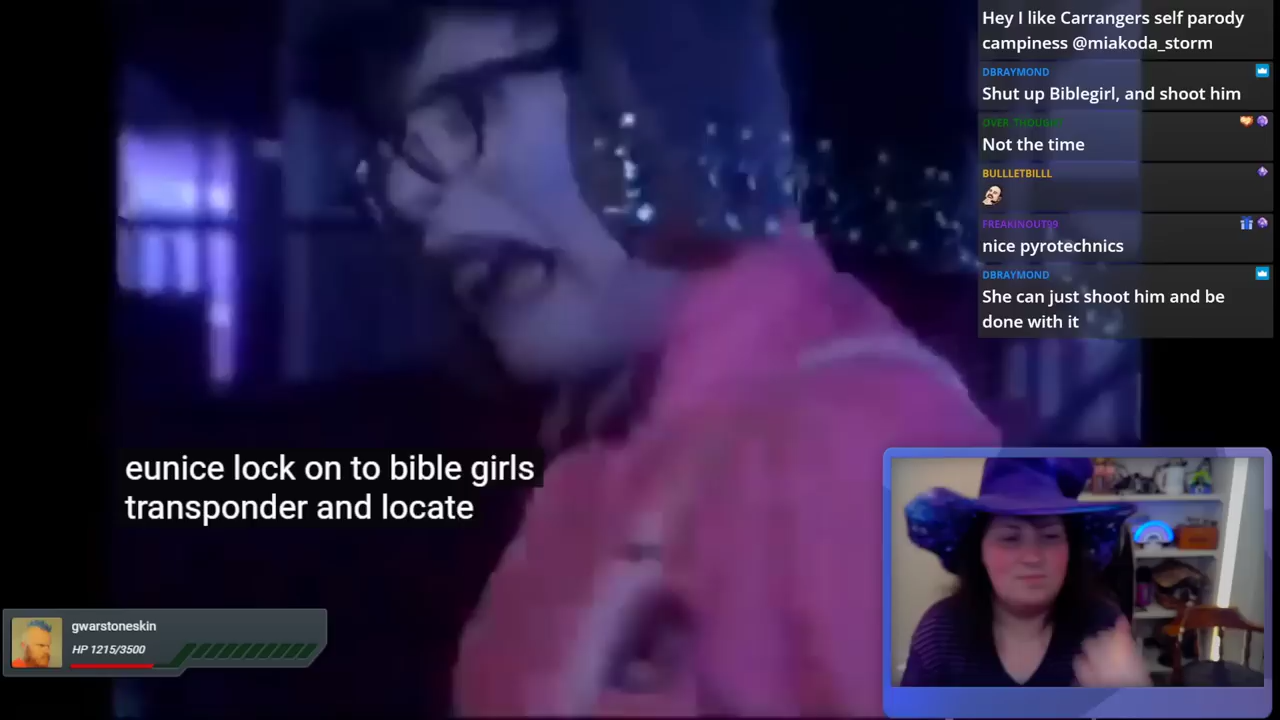 Hey I like Carrangers self parody
campiness @miakoda_storm
DBRAYMOND
Shut up Biblegirl, and shoot him
OVER_THOUGHT
Not the time
BULLLETBILLL
FREAKINOUT99
nice pyrotechnics
DBRAYMOND
She can just shoot him and be
done with it
eunice lock on to bible girls
transponder and locate
gwarstoneskin
HP 1215/3500